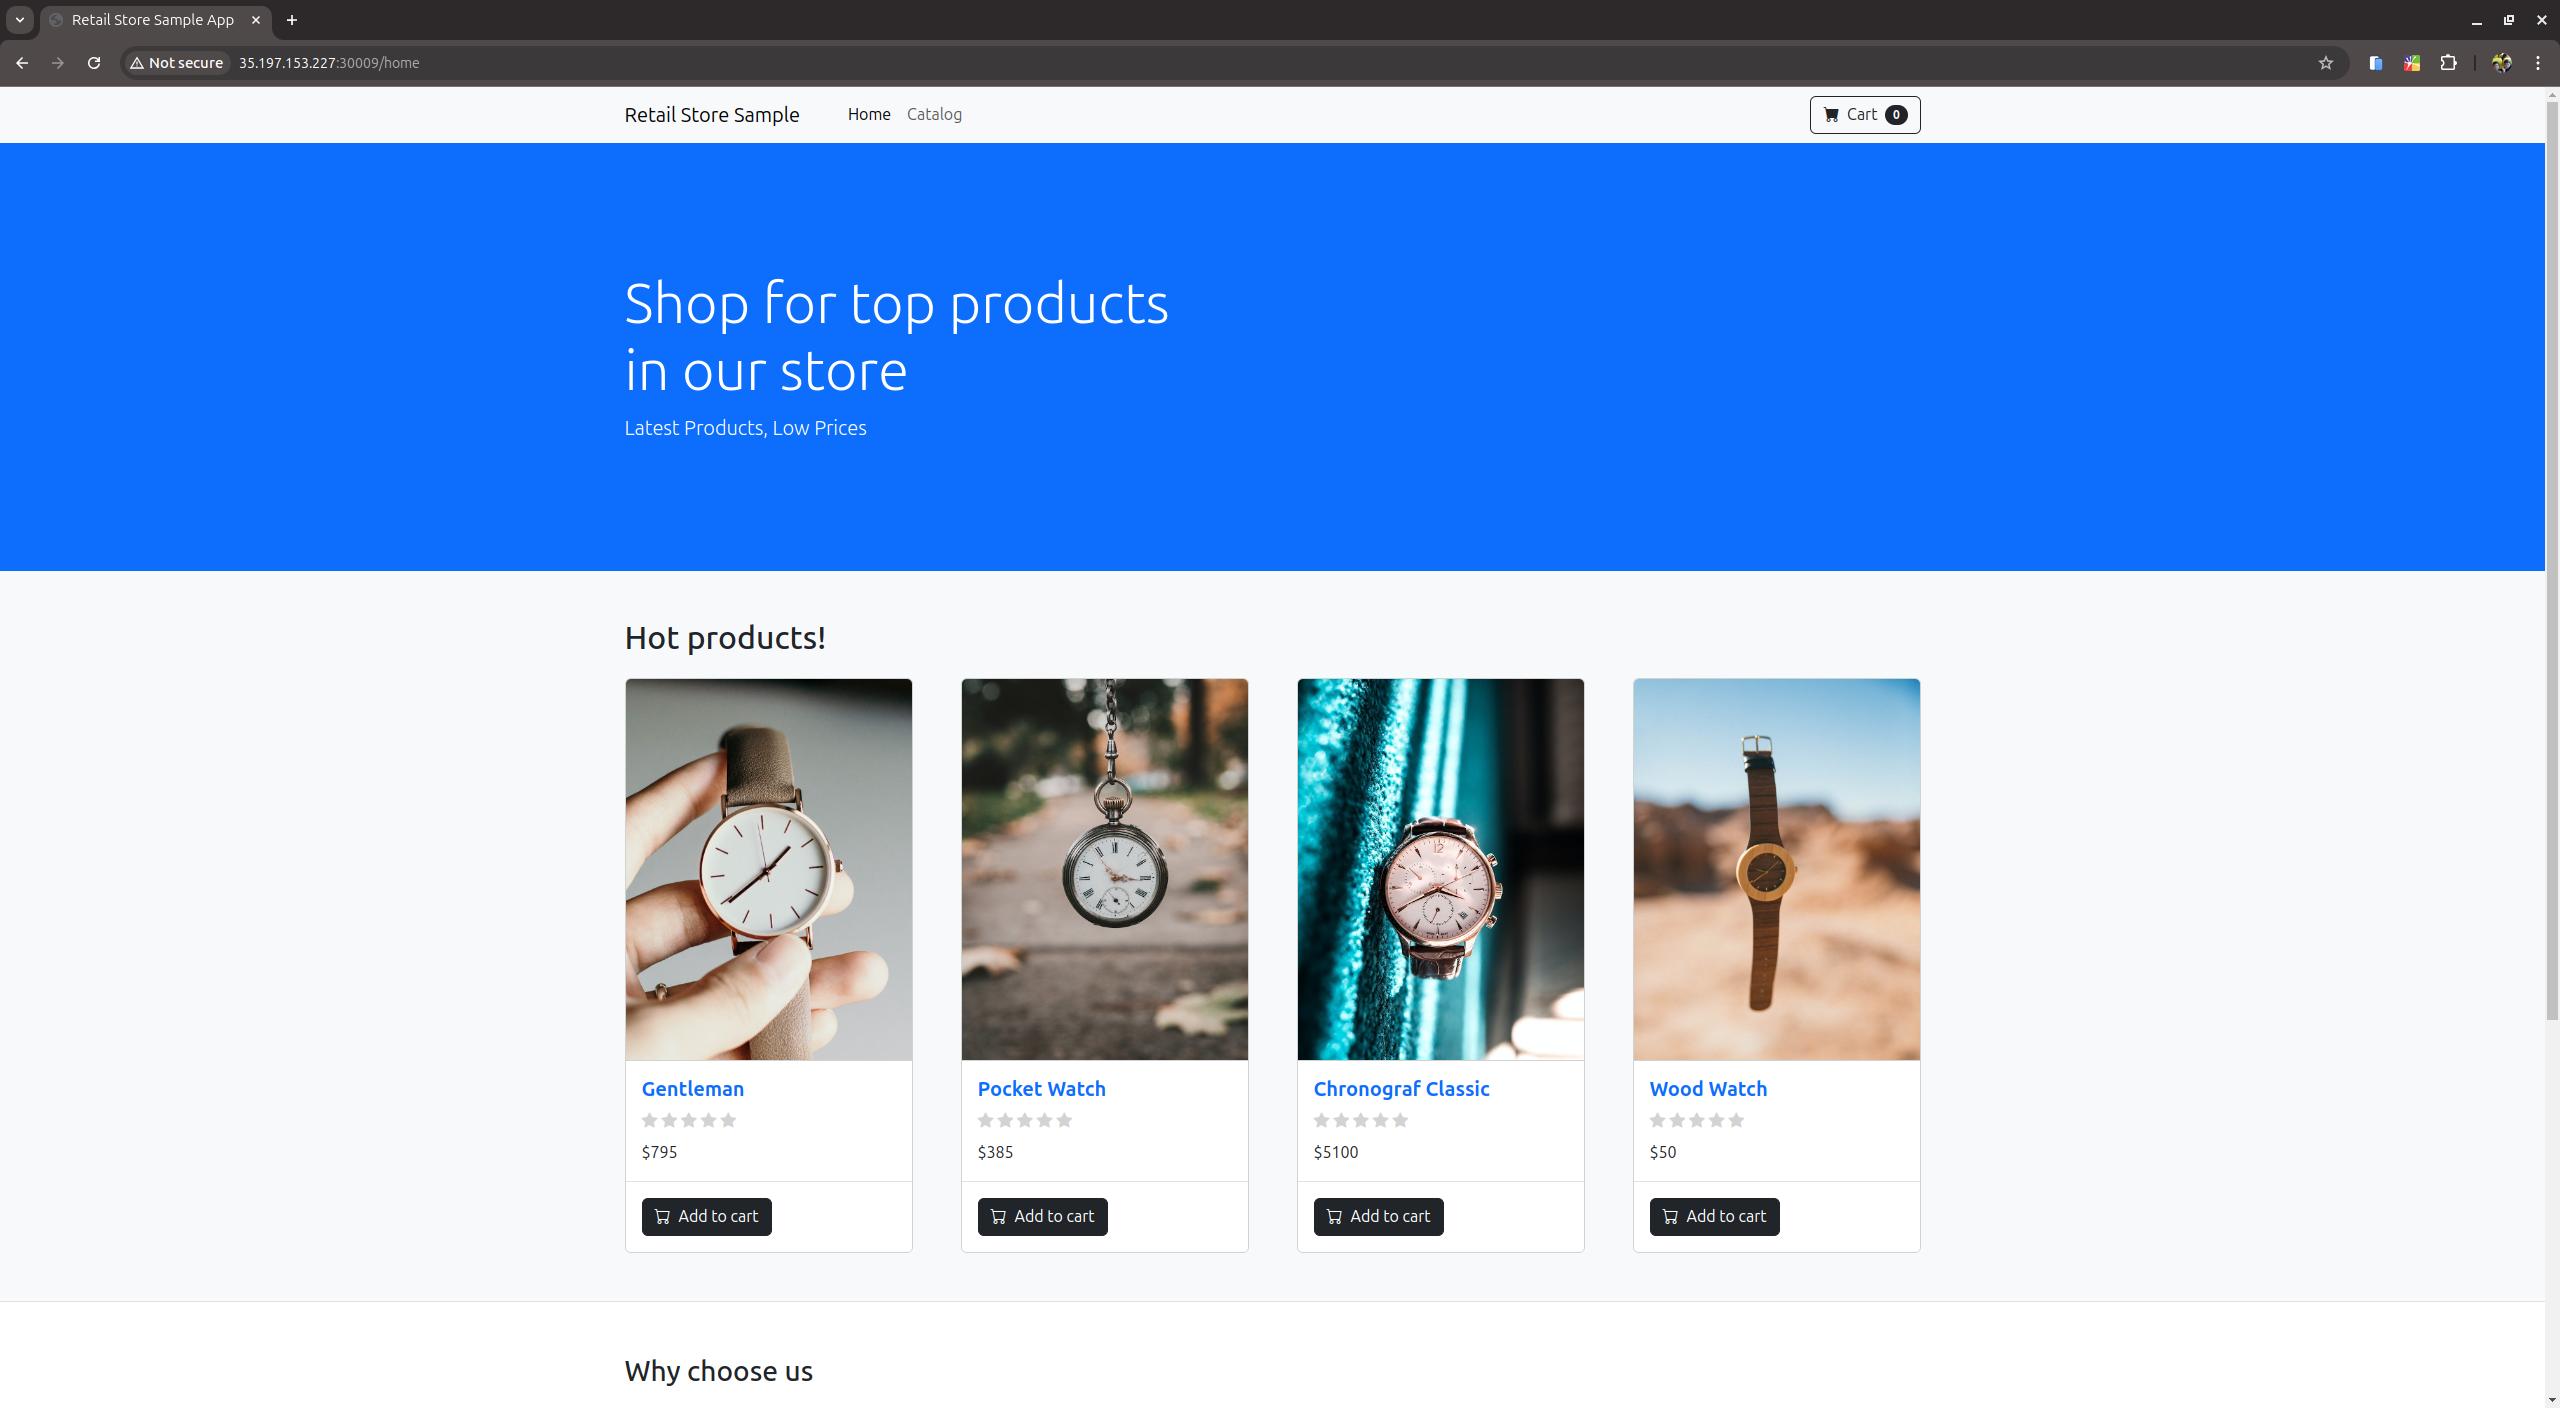 Retail Store Sample App
Not secure 35.197.153.227:30009/home
Retail Store Sample Home Catalog Cart 0
Shop for top products
in our store
Latest Products, Low Prices
Hot products!
Gentleman
$795
Add to cart
Pocket Watch
$385
Add to cart
Chronograf Classic
$5100
Add to cart
Wood Watch
$50
Add to cart
Why choose us